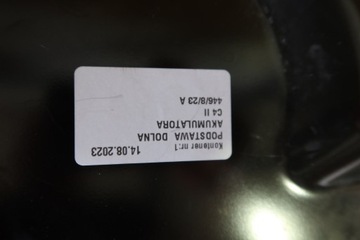 Kontener nr:1 14.08.2023
PODSTAWA DOLNA
AKUMULATORA
C4 II
446/8/23 A